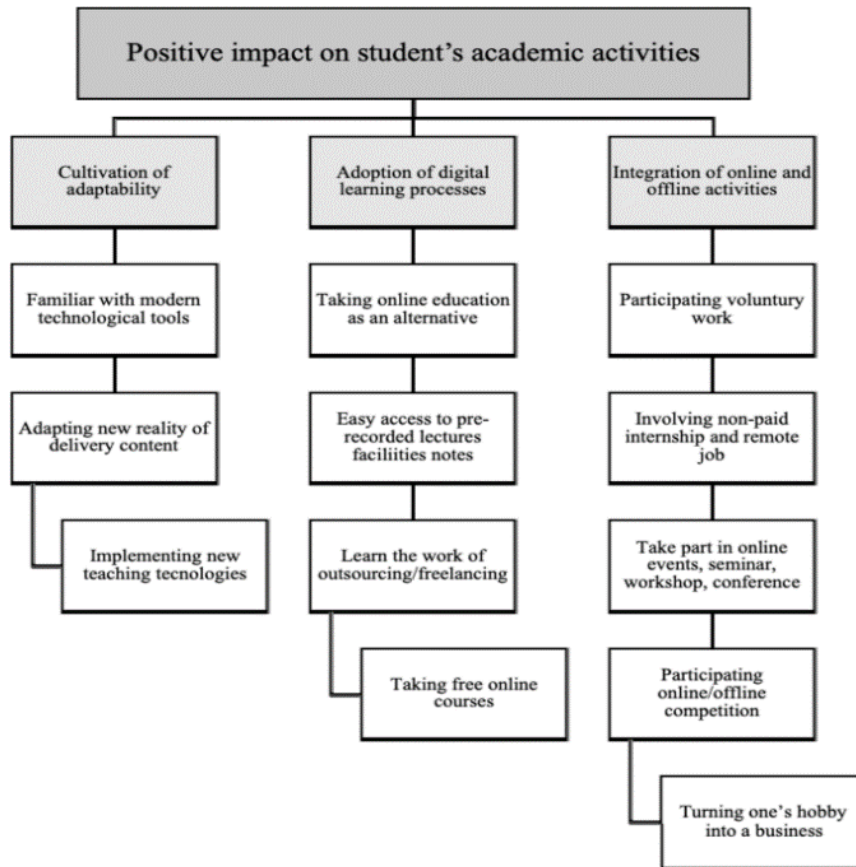 Positive impact on student’s academic activities
Cultivation of
adaptability
Familiar with modern
technological tools
Adapting new reality of
delivery content
Implementing new
teaching tecnologies
Adoption of digital
learning processes
Taking online education
as an alternative
Easy access to pre-
recorded lectures
faciliities notes
Learn the work of
outsourcing/freelancing
Taking free online
courses
Integration of online and
offline activities
Participating voluntury
work
Involving non-paid
internship and remote
job
Take part in online
events, seminar,
workshop, conference
Participating
online/offline
competition
Turning one’s hobby
into a business